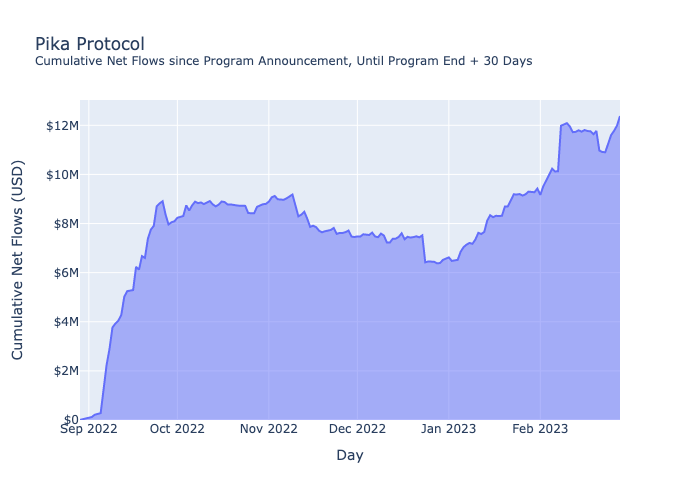 Pika Protocol
Cumulative Net Flows since Program Announcement, Until Program End + 30 Days
Cumulative Net Flows (USD)
$12M
$10M
$8M
$6M
$4M
$2M
$0
Sep 2022 Oct 2022 Nov 2022 Dec 2022 Jan 2023 Feb 2023
Day